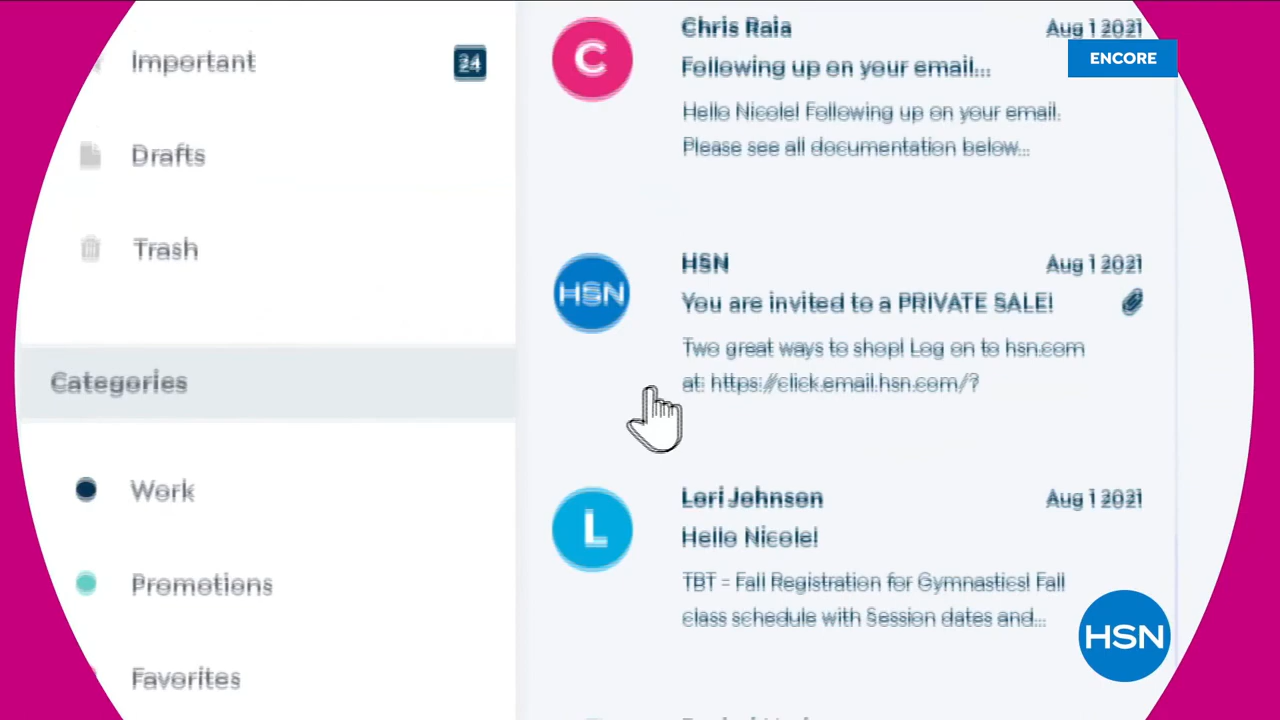 Important
24
Drafts
Trash
Categories
Work
Promotions
Favorites
C
Chris Raia
Aug 1 2021
Following up on your email...
Hello Nicole! Following up on your email.
Please see all documentation below...
HSN
HSN
Aug 1 2021
You are invited to a PRIVATE SALE!
Two great ways to shop! Log on to hsn.com
at: https://click.email.hsn.com/?
L
Lori Johnson
Aug 1 2021
Hello Nicole!
TBT - Fall Registration for Gymnastics! Fall
class schedule with Session dates and...
ENCORE
HSN